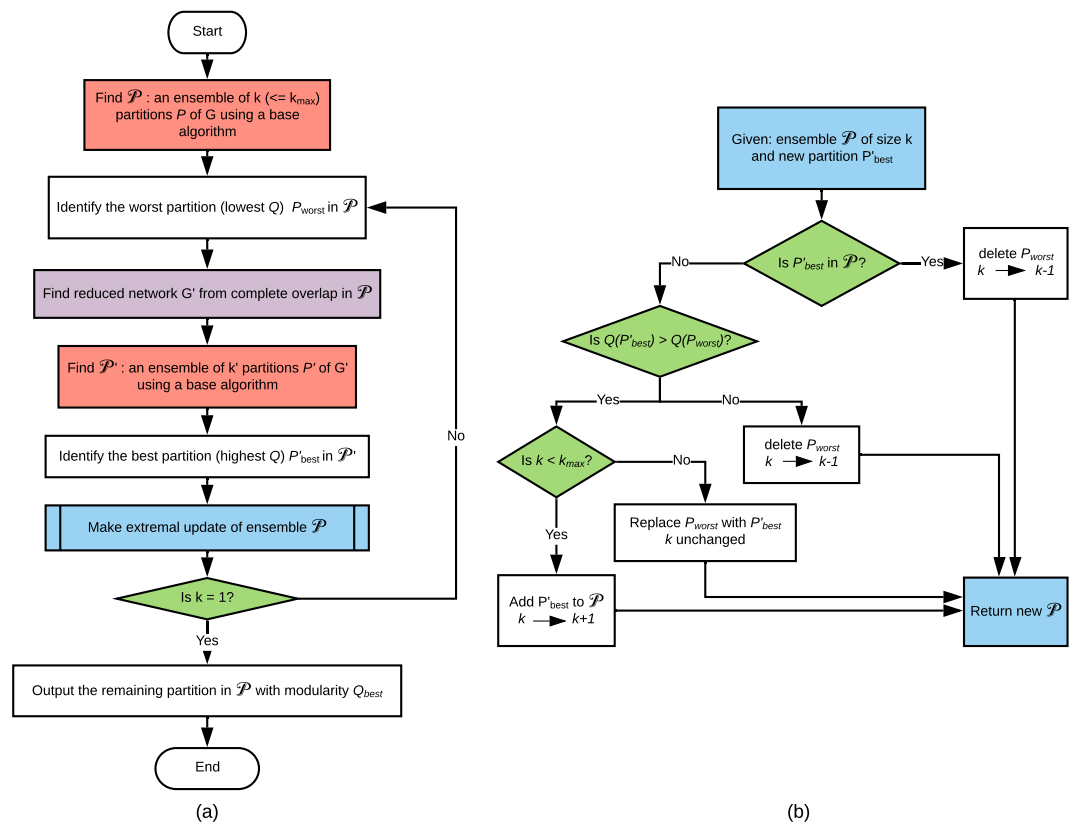 Start
Find 𝒫 : an ensemble of k (<= kmax)
partitions P of G using a base
algorithm
Identify the worst partition (lowest Q) Pworst in 𝒫
Find reduced network G' from complete overlap in 𝒫
Find 𝒫' : an ensemble of k' partitions P' of G'
using a base algorithm
Identify the best partition (highest Q) P'best in 𝒫'
Make extremal update of ensemble 𝒫
Is k = 1?
No
Yes
Output the remaining partition in 𝒫 with modularity Qbest
End
(a)
Given: ensemble 𝒫 of size k
and new partition P'best
Is P'best in 𝒫?
Yes
delete Pworst
k → k-1
No
Is Q(P'best) > Q(Pworst)?
Yes
No
Is k < kmax?
No
delete Pworst
k → k-1
Replace Pworst with P'best
k unchanged
Yes
Add P'best to 𝒫
k → k+1
Return new 𝒫
(b)